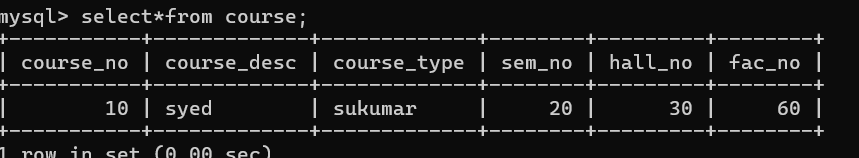 mysql> select*from course;
+-----------+-------------+-------------+--------+---------+--------+
| course_no | course_desc | course_type | sem_no | hall_no | fac_no |
+-----------+-------------+-------------+--------+---------+--------+
|        10 | syed        | sukumar     |     20 |      30 |     60 |
+-----------+-------------+-------------+--------+---------+--------+
1 row in set (0.00 sec)